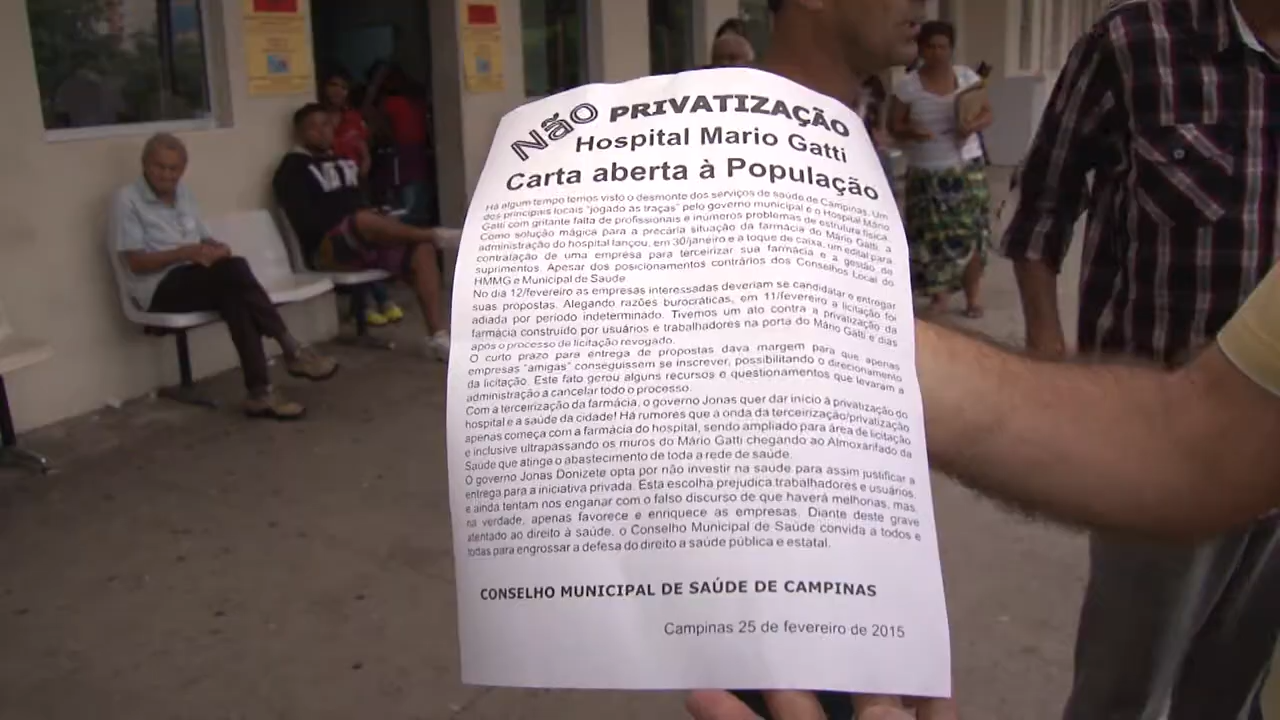 Não PRIVATIZAÇÃO
Hospital Mario Gatti
Carta aberta à População
Há algum tempo temos visto o desmonte dos serviços de saúde de Campinas. Um
dos principais locais "jogado as traças" pelo governo municipal e o Hospital Mário
Gatti com gritante falta de profissionais e inúmeros problemas de estrutura física.
Como solução mágica para a precária situação da farmácia do Mário Gatti, a
administração do hospital lançou, em 30/janeiro e a toque de caixa, um edital para
contratação de uma empresa para terceirizar sua farmácia e a gestão de
suprimentos. Apesar dos posicionamentos contrários dos Conselhos Local do
HMMG e Municipal de Saúde.
No dia 12/fevereiro as empresas interessadas deveriam se candidatar e entregar
suas propostas. Alegando razões burocráticas, em 11/fevereiro a licitação foi
adiada por período indeterminado. Tivemos um ato contra a privatização da
farmácia construído por usuários e trabalhadores na porta do Mário Gatti e dias
após o processo de licitação revogado.
O curto prazo para entrega de propostas dava margem para que apenas
empresas "amigas" conseguissem se inscrever, possibilitando o direcionamento
da licitação. Este fato gerou alguns recursos e questionamentos que levaram a
administração a cancelar todo o processo.
Com a terceirização da farmácia, o governo Jonas quer dar início à privatização do
hospital e a saúde da cidade! Há rumores que a onda da terceirização/privatização
apenas começa com a farmácia do hospital, sendo ampliado para área de licitação
e inclusive ultrapassando os muros do Mário Gatti chegando ao Almoxarifado da
Saúde que atinge o abastecimento de toda a rede de saúde.
O governo Jonas Donizete opta por não investir na saúde para assim justificar a
entrega para a iniciativa privada. Esta escolha prejudica trabalhadores e usuários,
e ainda tentam nos enganar com o falso discurso de que haverá melhorias, mas,
na verdade, apenas favorece e enriquece as empresas. Diante deste grave
atentado ao direito à saúde, o Conselho Municipal de Saúde convida a todos e
todas para engrossar a defesa do direito a saúde pública e estatal.
CONSELHO MUNICIPAL DE SAÚDE DE CAMPINAS
Campinas 25 de fevereiro de 2015